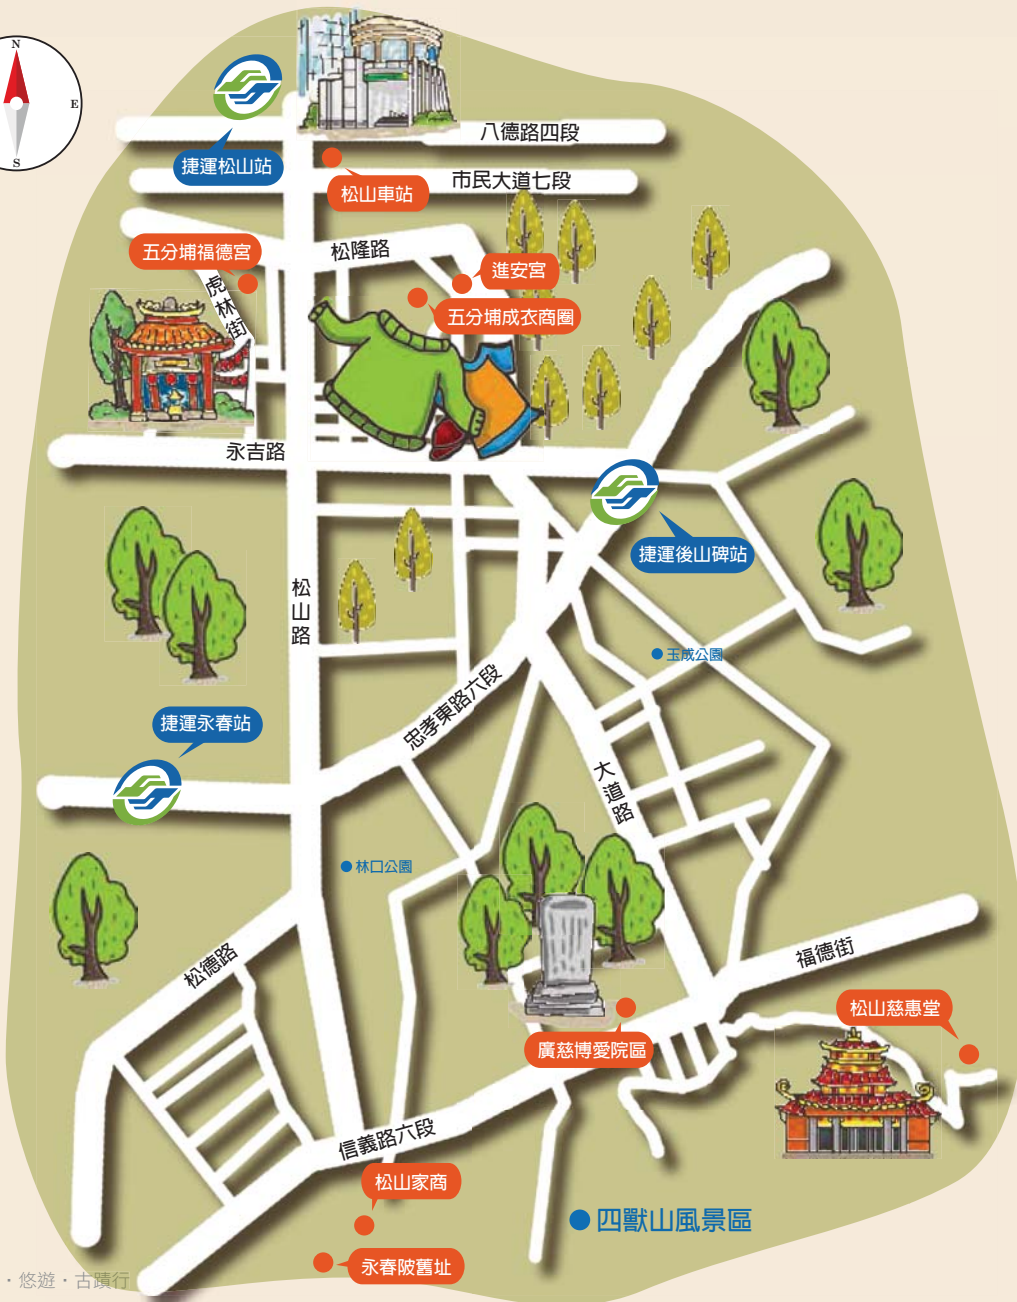 N
E
S
八德路四段
捷運松山站
市民大道七段
松山車站
松隆路
五分埔福德宮
進安宮
虎林街
五分埔成衣商圈
永吉路
捷運後山碑站
松山路
玉成公園
忠孝東路六段
捷運永春站
大道路
林口公園
松德路
福德街
松山慈惠堂
廣慈博愛院區
信義路六段
松山家商
四獸山風景區
永春陂舊址
·悠遊·古蹟行